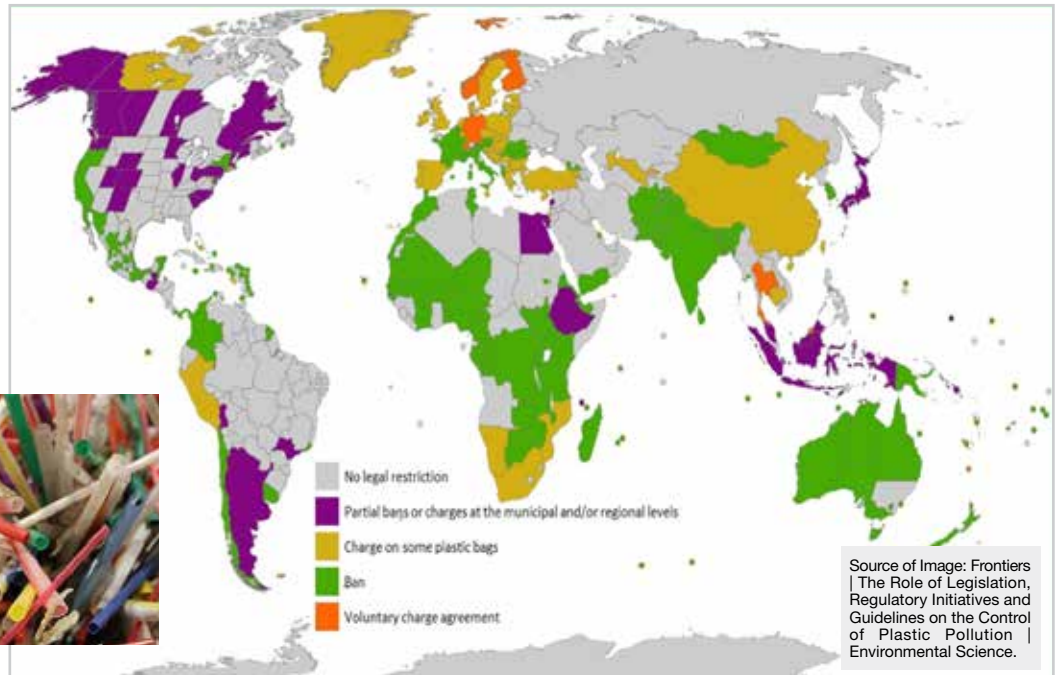 No legal restriction
Partial bans or charges at the municipal and/or regional levels
Charge on some plastic bags
Ban
Voluntary charge agreement
Source of Image: Frontiers
| The Role of Legislation,
Regulatory Initiatives and
Guidelines on the Control
of Plastic Pollution |
Environmental Science.